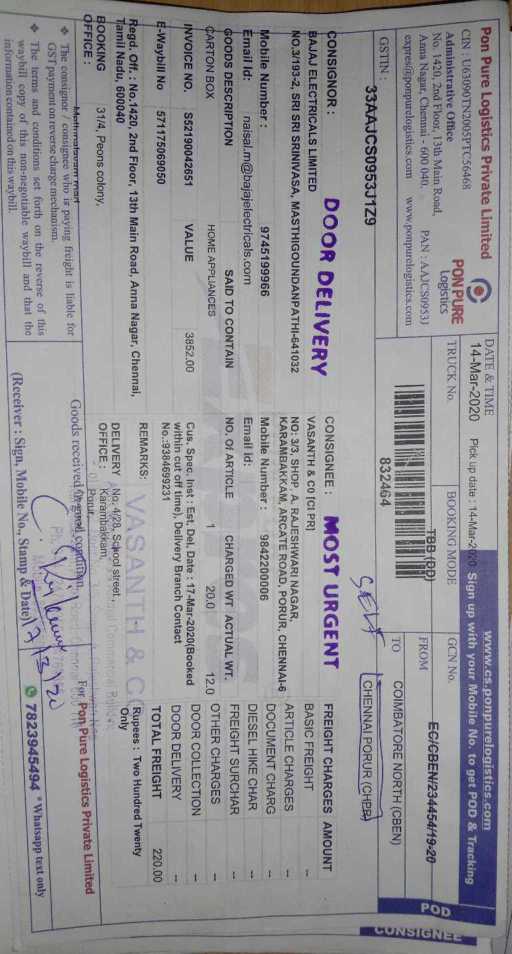 www.cs.ponpurelogistics.com
Pick up date : 14-Mar-2020 Sign up with your Mobile No. to get POD & Tracking
Pon Pure Logistics Private Limited
CIN : U63090TN2005PTC56468
Administrative Office
No. 1420, 2nd Floor, 13th Main Road,
Anna Nagar, Chennai - 600 040. PAN : AAJCS0953J
expres@ponpurelogistics.com www.ponpurelogistics.com
PON PURE
Logistics
DATE & TIME
14-Mar-2020
TRUCK No.
BOOKING MODE
TBB (DD)
GCN No.
EC/CBEN/234454/19-20
FROM
COIMBATORE NORTH (CBEN)
TO
CHENNAI PORUR (CHPR)
832464
SELF
POD
CONSIGNEE
GSTIN :
33AAJCS0953J1Z9
CONSIGNOR : DOOR DELIVERY
BAJAJ ELECTRICALS LIMITED
NO.3/193-2, SRI SRI SRINIVASA, MASTHIGOUNDANPATHI-641032
Mobile Number : 9745199966
Email Id: naisal.m@bajajelectricals.com
CONSIGNEE : MOST URGENT
VASANTH & CO [CI PR)
NO: 3/3, SHOP, A, RAJESHWARI NAGAR,
KARAMBAKKAM, ARCATE ROAD, PORUR, CHENNAI-6
Mobile Number : 9842200006
Email Id:
GOODS DESCRIPTION SAID TO CONTAIN NO. Of ARTICLE CHARGED WT ACTUAL WT.
CARTON BOX HOME APPLIANCES 1 20.0 12.0
INVOICE NO. SS2190042651 VALUE 3852.00
E-Waybill No 571175069050
Cus. Spec, Inst : Est. Del, Date : 17-Mar-2020(Booked
within cut off time), Delivery Branch Contact
No.:9384699231
REMARKS:
FREIGHT CHARGES AMOUNT
BASIC FREIGHT --
ARTICLE CHARGES --
DOCUMENT CHARG --
DIESEL HIKE CHAR --
FREIGHT SURCHAR --
OTHER CHARGES --
DOOR COLLECTION --
DOOR DELIVERY --
TOTAL FREIGHT 220.00
Rupees : Two Hundred Twenty
Only
Regd. Off.: No.1420, 2nd Floor, 13th Main Road, Anna Nagar, Chennai,
Tamil Nadu, 600040
BOOKING OFFICE : 31/4, Peons colony,
DELIVERY OFFICE : No, 4/28, School street,
Karambakkam,
Porur,
VASANTH & C
❖ The consignor / consignee who is paying freight is liable for
GST payment on reverse charge mechanism.
❖ The terms and conditions set forth on the reverse of this
waybill copy of this non-negotiable waybill and that the
information contained on this waybill.
Goods received in good condition.
For Pon Pure Logistics Private Limited
17/3/20
(Receiver : Sign, Mobile No., Stamp & Date)
7823945494 * Whatsapp text only